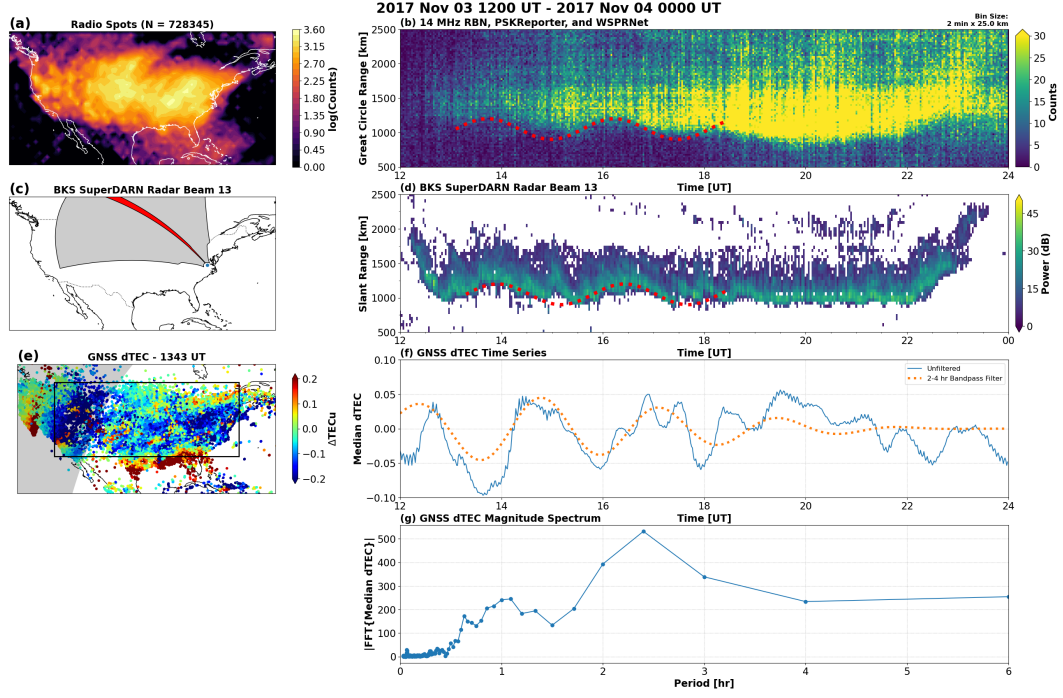 2017 Nov 03 1200 UT - 2017 Nov 04 0000 UT
(a)
Radio Spots (N = 728345)
3.60
3.15
2.70
2.25
1.80
1.35
0.90
0.45
0.00
log(Counts)
(b) 14 MHz RBN, PSKReporter, and WSPRNet
Bin Size:
2 min x 25.0 km
Great Circle Range [km]
2500
2000
1500
1000
500
12 14 16 18 20 22 24
Time [UT]
30
25
20
15
10
5
0
Counts
(c)
BKS SuperDARN Radar Beam 13
(d) BKS SuperDARN Radar Beam 13
Slant Range [km]
2500
2000
1500
1000
500
12 14 16 18 20 22 00
Time [UT]
45
30
15
0
Power (dB)
(e)
GNSS dTEC - 1343 UT
0.2
0.1
0.0
−0.1
−0.2
ΔTECu
(f) GNSS dTEC Time Series
Unfiltered
2-4 hr Bandpass Filter
Median dTEC
0.10
0.05
0.00
−0.05
−0.10
12 14 16 18 20 22 24
Time [UT]
(g) GNSS dTEC Magnitude Spectrum
|FFT{Median dTEC}|
500
400
300
200
100
0
0 1 2 3 4 5 6
Period [hr]